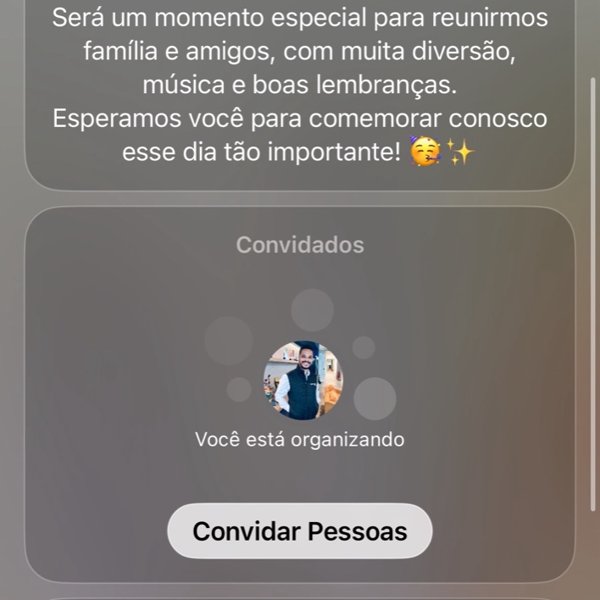 Será um momento especial para reunirmos
família e amigos, com muita diversão,
música e boas lembranças.
Esperamos você para comemorar conosco
esse dia tão importante! 🥳✨
Convidados
Você está organizando
Convidar Pessoas